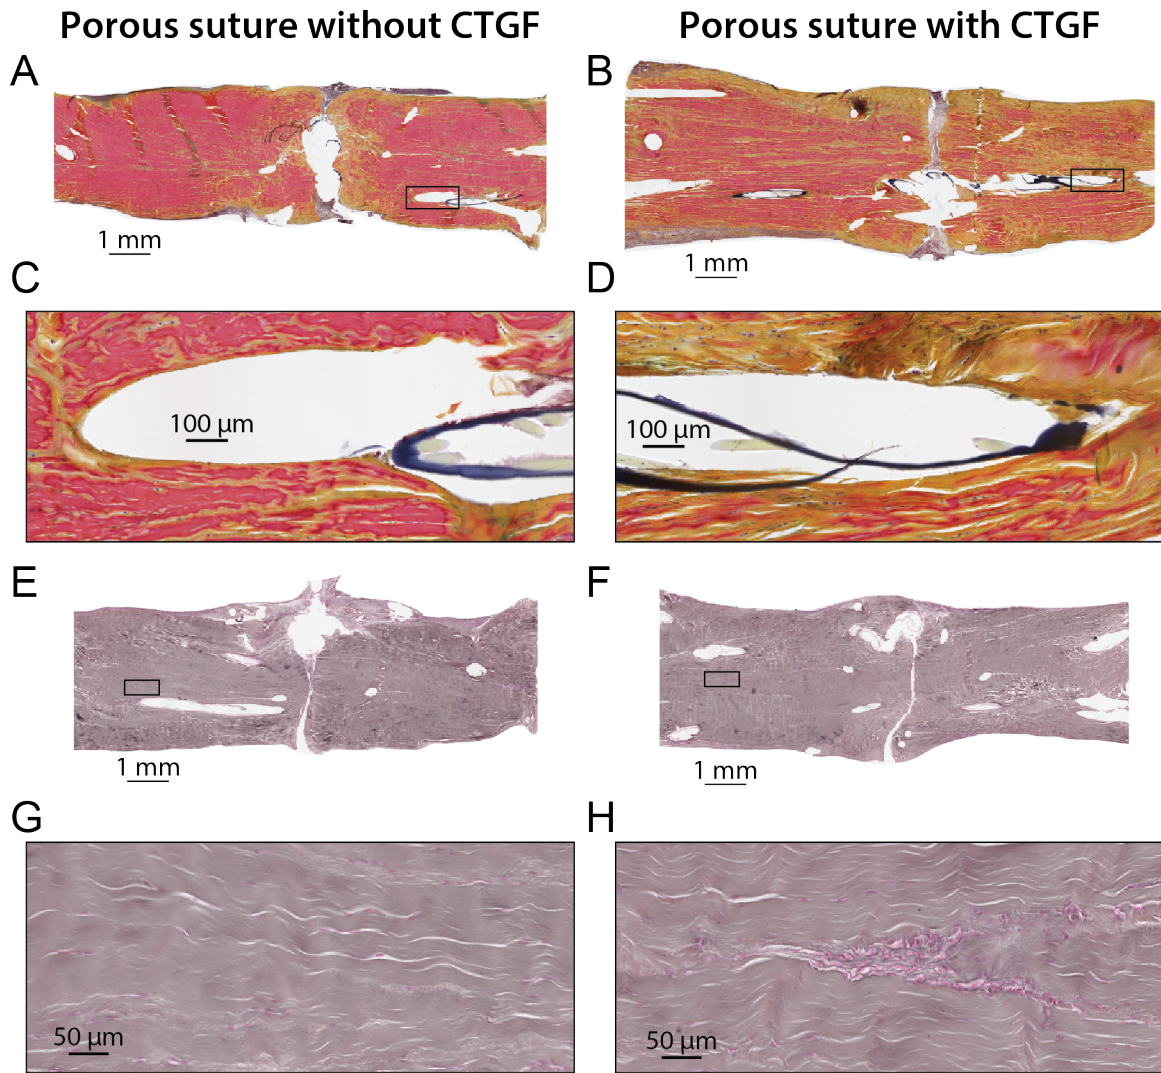 Porous suture without CTGF
Porous suture with CTGF
A
B
1 mm
1 mm
C
D
100 µm
100 µm
E
F
1 mm
1 mm
G
H
50 µm
50 µm